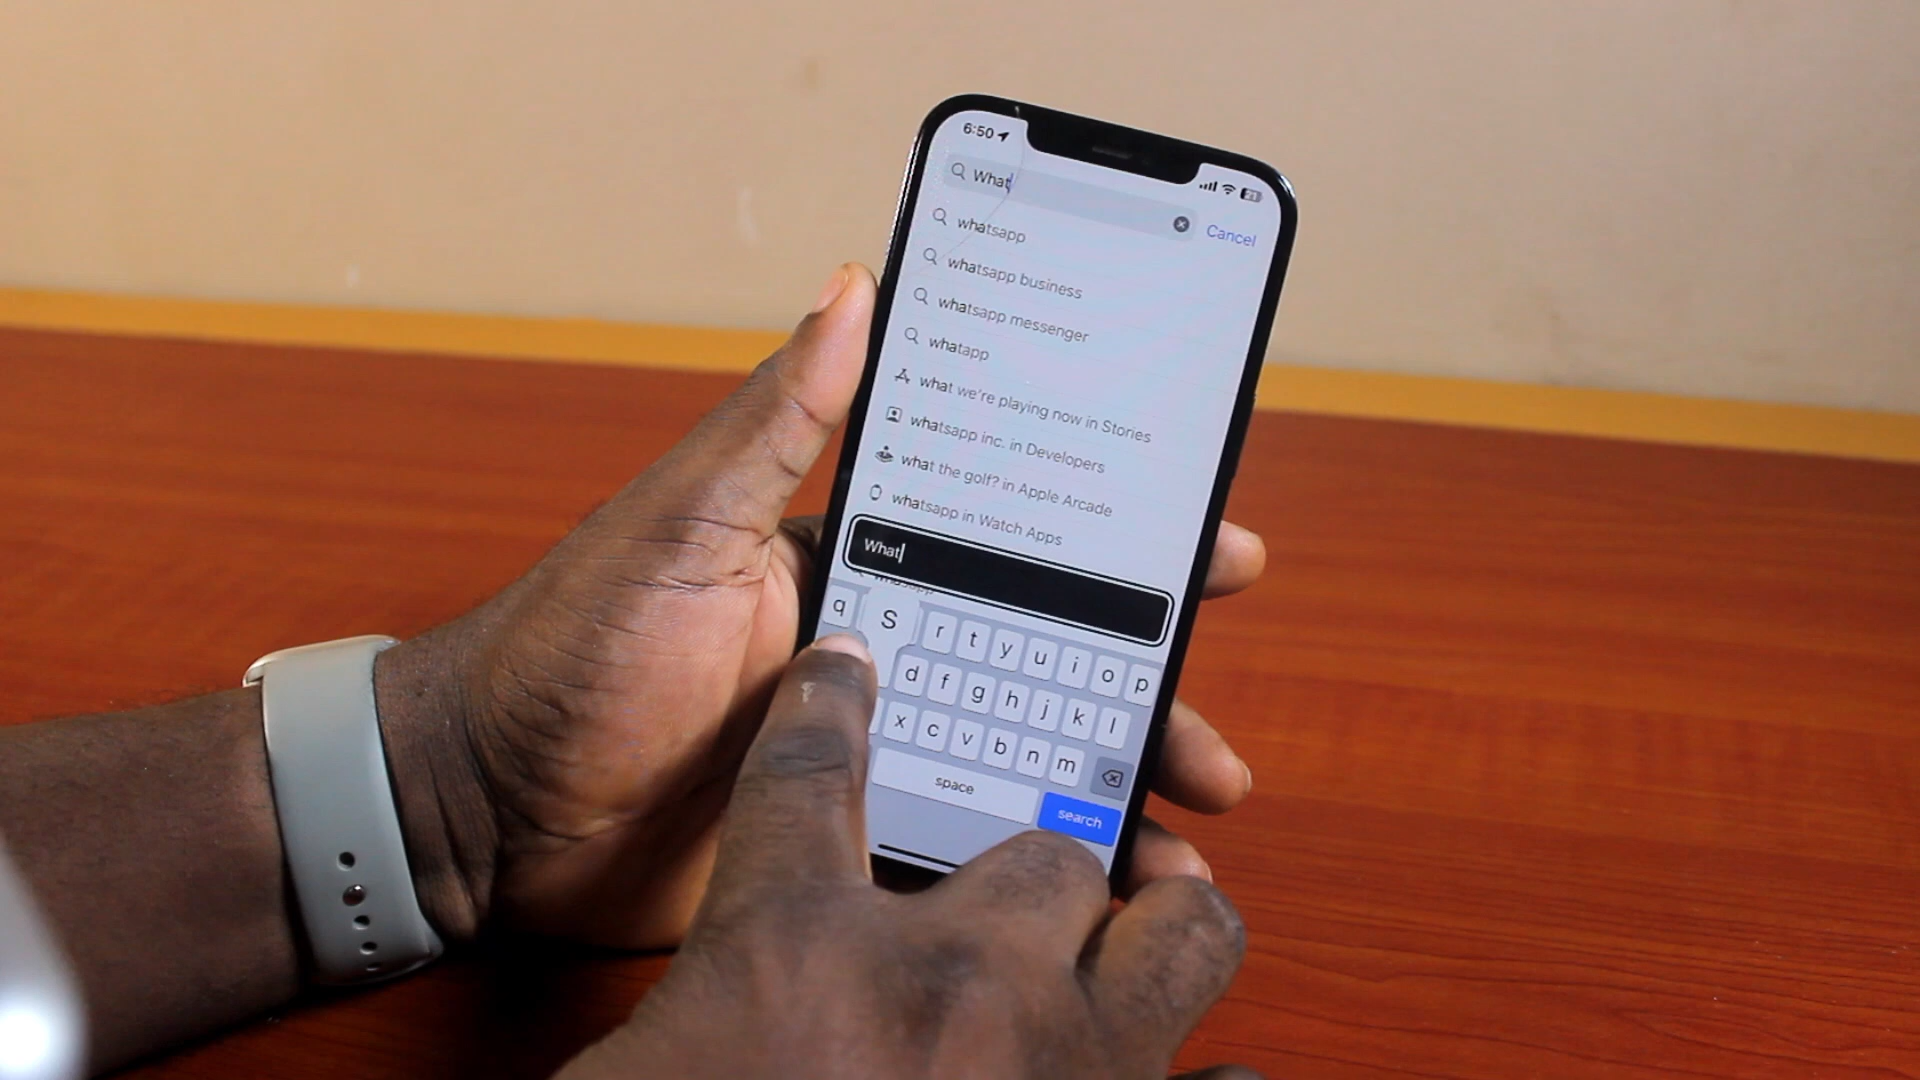 6:50
21
What
Cancel
whatsapp
whatsapp business
whatsapp messenger
whatapp
what we're playing now in Stories
whatsapp inc. in Developers
what the golf? in Apple Arcade
whatsapp in Watch Apps
What
q S r t y u i o p
d f g h j k l
x c v b n m
space
search